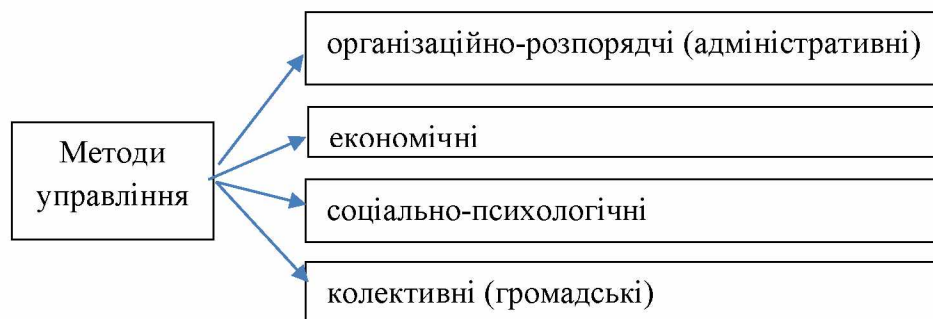 організаційно-розпорядчі (адміністративні)
економічні
Методи
управління
соціально-психологічні
колективні (громадські)